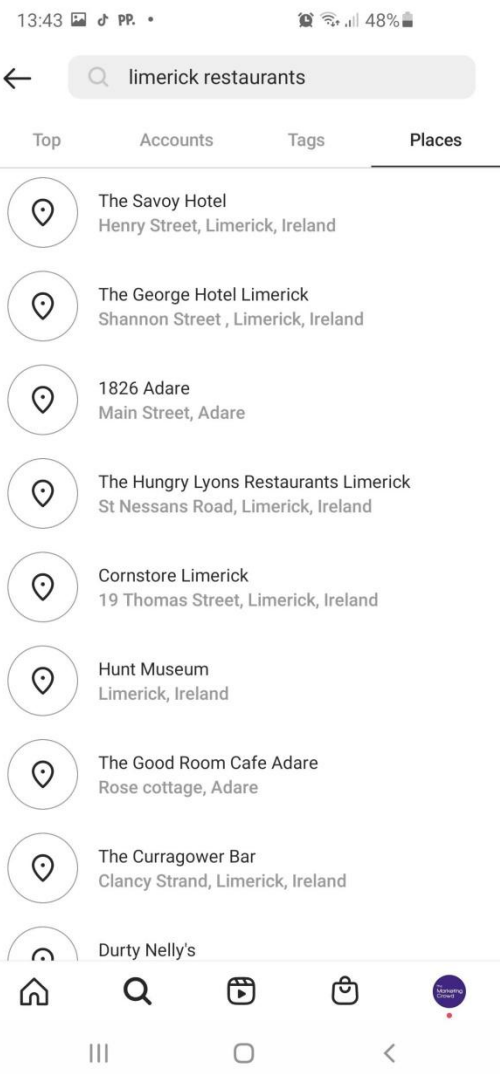 13:43 PP. • 48%
limerick restaurants
Top Accounts Tags Places
The Savoy Hotel
Henry Street, Limerick, Ireland
The George Hotel Limerick
Shannon Street , Limerick, Ireland
1826 Adare
Main Street, Adare
The Hungry Lyons Restaurants Limerick
St Nessans Road, Limerick, Ireland
Cornstore Limerick
19 Thomas Street, Limerick, Ireland
Hunt Museum
Limerick, Ireland
The Good Room Cafe Adare
Rose cottage, Adare
The Curragower Bar
Clancy Strand, Limerick, Ireland
Durty Nelly's
The
Marketing
Crowd